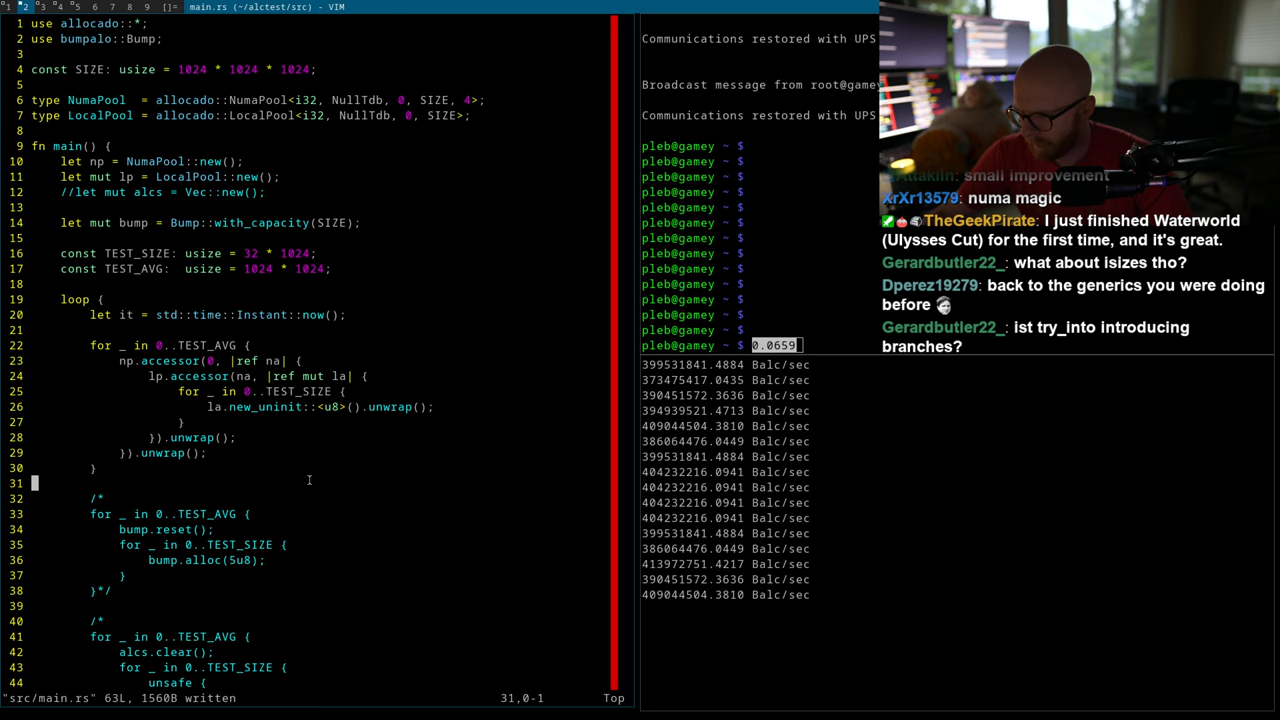 1 2 3 4 5 6 7 8 9 []= main.rs (~/alctest/src) - VIM
1 use allocado::*;
2 use bumpalo::Bump;
3
4 const SIZE: usize = 1024 * 1024 * 1024;
5
6 type NumaPool  = allocado::NumaPool<i32, NullTdb, 0, SIZE, 4>;
7 type LocalPool = allocado::LocalPool<i32, NullTdb, 0, SIZE>;
8
9 fn main() {
10     let np = NumaPool::new();
11     let mut lp = LocalPool::new();
12     //let mut alcs = Vec::new();
13
14     let mut bump = Bump::with_capacity(SIZE);
15
16     const TEST_SIZE: usize = 32 * 1024;
17     const TEST_AVG:  usize = 1024 * 1024;
18
19     loop {
20         let it = std::time::Instant::now();
21
22         for _ in 0..TEST_AVG {
23             np.accessor(0, |ref na| {
24                 lp.accessor(na, |ref mut la| {
25                     for _ in 0..TEST_SIZE {
26                         la.new_uninit::<u8>().unwrap();
27                     }
28                 }).unwrap();
29             }).unwrap();
30         }
31
32         /*
33         for _ in 0..TEST_AVG {
34             bump.reset();
35             for _ in 0..TEST_SIZE {
36                 bump.alloc(5u8);
37             }
38         }*/
39
40         /*
41         for _ in 0..TEST_AVG {
42             alcs.clear();
43             for _ in 0..TEST_SIZE {
44                 unsafe {
"src/main.rs" 63L, 1560B written 31,0-1 Top
Communications restored with UPS
Broadcast message from root@gamey
Communications restored with UPS
pleb@gamey ~ $
pleb@gamey ~ $
pleb@gamey ~ $
pleb@gamey ~ $
pleb@gamey ~ $
pleb@gamey ~ $
pleb@gamey ~ $
pleb@gamey ~ $
pleb@gamey ~ $
pleb@gamey ~ $
pleb@gamey ~ $
pleb@gamey ~ $
pleb@gamey ~ $
pleb@gamey ~ $ 0.0659
399531841.4884 Balc/sec
373475417.0435 Balc/sec
390451572.3636 Balc/sec
394939521.4713 Balc/sec
409044504.3810 Balc/sec
386064476.0449 Balc/sec
399531841.4884 Balc/sec
404232216.0941 Balc/sec
404232216.0941 Balc/sec
404232216.0941 Balc/sec
404232216.0941 Balc/sec
399531841.4884 Balc/sec
386064476.0449 Balc/sec
413972751.4217 Balc/sec
390451572.3636 Balc/sec
409044504.3810 Balc/sec
small improvement
XrXr13579: numa magic
TheGeekPirate: I just finished Waterworld
(Ulysses Cut) for the first time, and it's great.
Gerardbutler22_: what about isizes tho?
Dperez19279: back to the generics you were doing
before
Gerardbutler22_: ist try_into introducing
branches?